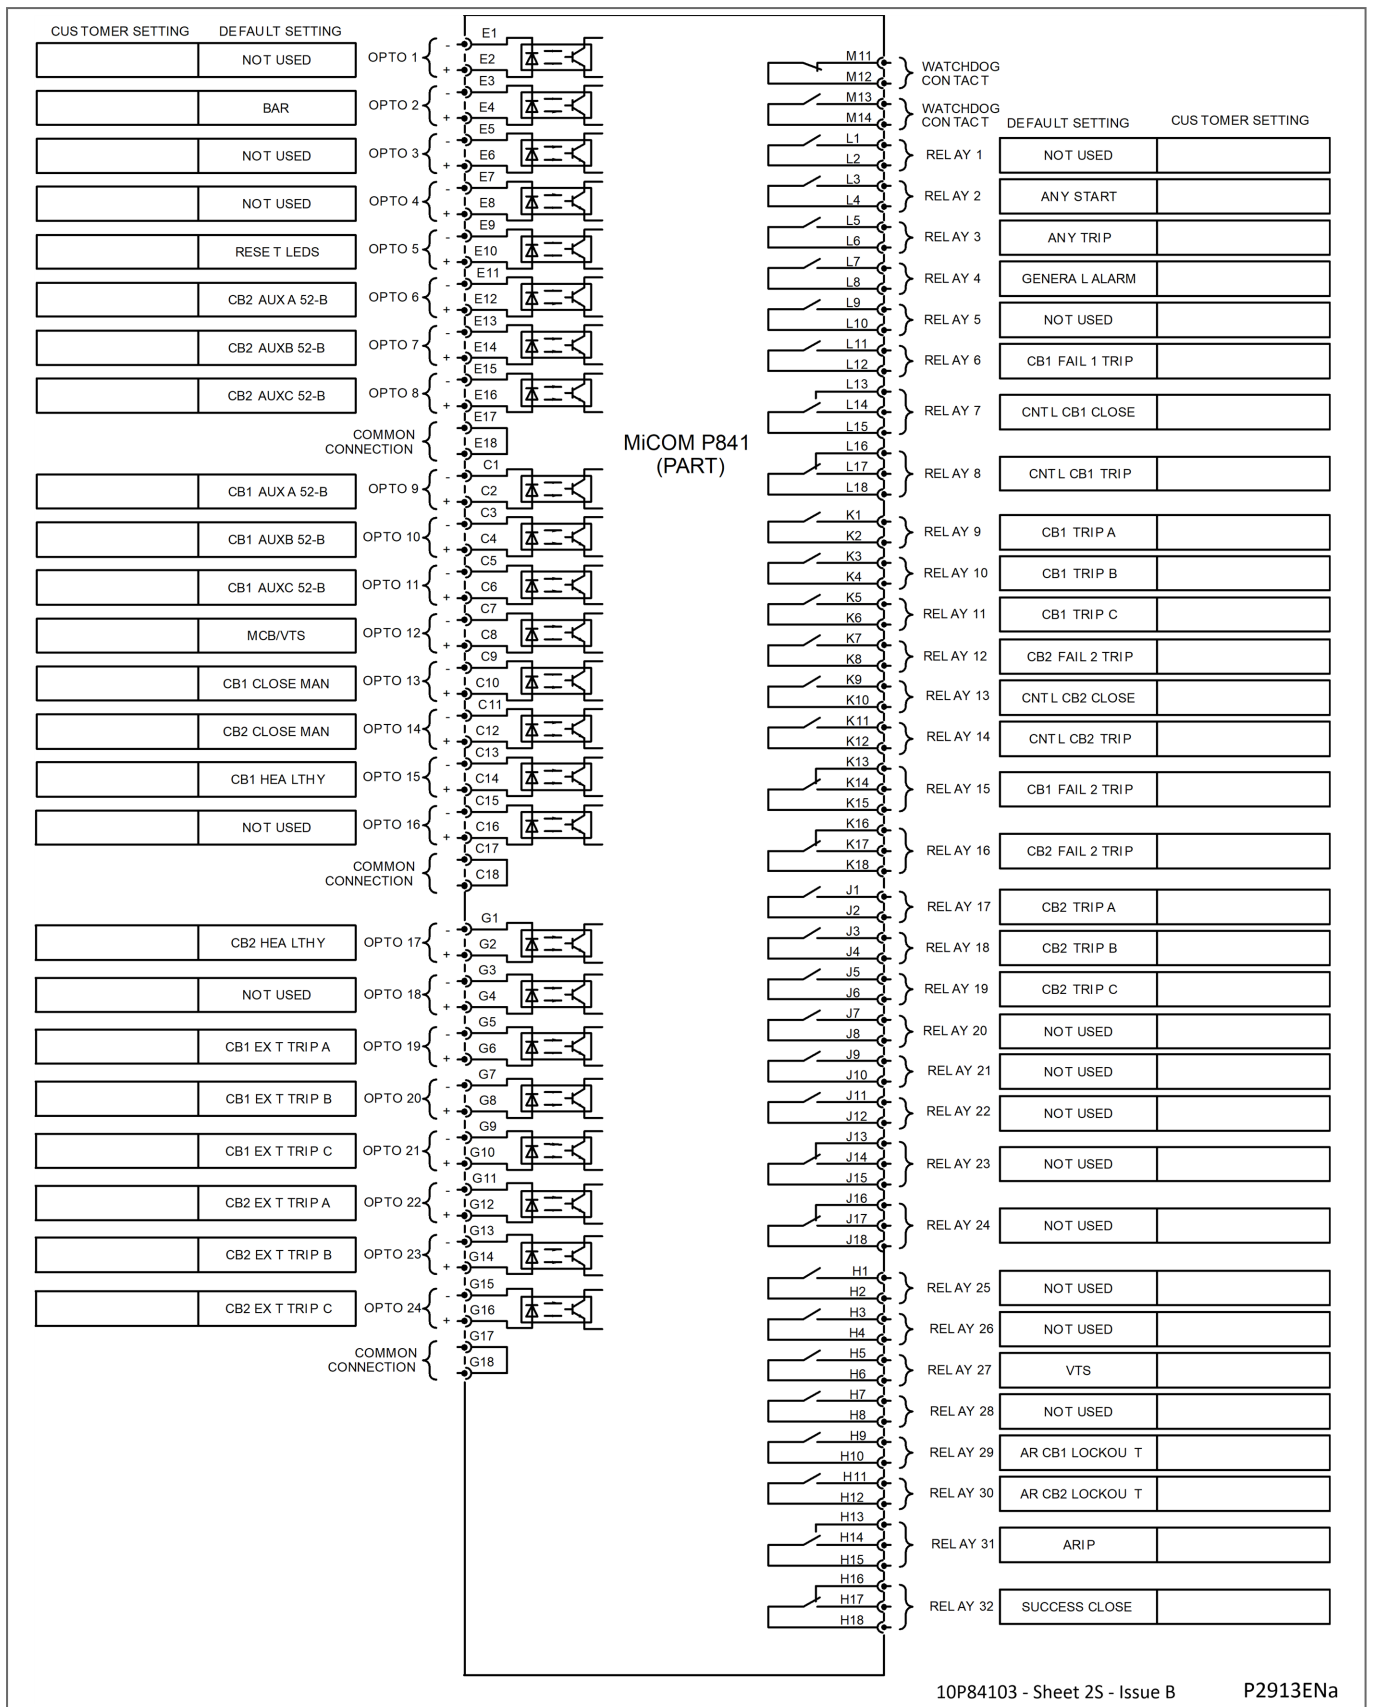 CUSTOMER SETTING DEFAULT SETTING
NOT USED OPTO 1 - + E1 E2
BAR OPTO 2 - + E3 E4
NOT USED OPTO 3 - + E5 E6
NOT USED OPTO 4 - + E7 E8
RESET LEDS OPTO 5 - + E9 E10
CB2 AUX A 52-B OPTO 6 - + E11 E12
CB2 AUXB 52-B OPTO 7 - + E13 E14
CB2 AUXC 52-B OPTO 8 - + E15 E16
COMMON
CONNECTION
E17 E18
CB1 AUX A 52-B OPTO 9 - + C1 C2
CB1 AUXB 52-B OPTO 10 - + C3 C4
CB1 AUXC 52-B OPTO 11 - + C5 C6
MCB/VTS OPTO 12 - + C7 C8
CB1 CLOSE MAN OPTO 13 - + C9 C10
CB2 CLOSE MAN OPTO 14 - + C11 C12
CB1 HEALTHY OPTO 15 - + C13 C14
NOT USED OPTO 16 - + C15 C16
COMMON
CONNECTION
C17 C18
CB2 HEALTHY OPTO 17 - + G1 G2
NOT USED OPTO 18 - + G3 G4
CB1 EXT TRIP A OPTO 19 - + G5 G6
CB1 EXT TRIP B OPTO 20 - + G7 G8
CB1 EXT TRIP C OPTO 21 - + G9 G10
CB2 EXT TRIP A OPTO 22 - + G11 G12
CB2 EXT TRIP B OPTO 23 - + G13 G14
CB2 EXT TRIP C OPTO 24 - + G15 G16
COMMON
CONNECTION
G17 G18
MiCOM P841
(PART)
M11 M12 WATCHDOG
CONTACT
M13 M14 WATCHDOG
CONTACT
DEFAULT SETTING CUSTOMER SETTING
L1 L2 RELAY 1 NOT USED
L3 L4 RELAY 2 ANY START
L5 L6 RELAY 3 ANY TRIP
L7 L8 RELAY 4 GENERAL ALARM
L9 L10 RELAY 5 NOT USED
L11 L12 RELAY 6 CB1 FAIL 1 TRIP
L13 L14 L15 RELAY 7 CNTL CB1 CLOSE
L16 L17 L18 RELAY 8 CNTL CB1 TRIP
K1 K2 RELAY 9 CB1 TRIP A
K3 K4 RELAY 10 CB1 TRIP B
K5 K6 RELAY 11 CB1 TRIP C
K7 K8 RELAY 12 CB2 FAIL 2 TRIP
K9 K10 RELAY 13 CNTL CB2 CLOSE
K11 K12 RELAY 14 CNTL CB2 TRIP
K13 K14 K15 RELAY 15 CB1 FAIL 2 TRIP
K16 K17 K18 RELAY 16 CB2 FAIL 2 TRIP
J1 J2 RELAY 17 CB2 TRIP A
J3 J4 RELAY 18 CB2 TRIP B
J5 J6 RELAY 19 CB2 TRIP C
J7 J8 RELAY 20 NOT USED
J9 J10 RELAY 21 NOT USED
J11 J12 RELAY 22 NOT USED
J13 J14 J15 RELAY 23 NOT USED
J16 J17 J18 RELAY 24 NOT USED
H1 H2 RELAY 25 NOT USED
H3 H4 RELAY 26 NOT USED
H5 H6 RELAY 27 VTS
H7 H8 RELAY 28 NOT USED
H9 H10 RELAY 29 AR CB1 LOCKOUT
H11 H12 RELAY 30 AR CB2 LOCKOUT
H13 H14 H15 RELAY 31 ARIP
H16 H17 H18 RELAY 32 SUCCESS CLOSE
10P84103 - Sheet 2S - Issue B P2913ENa